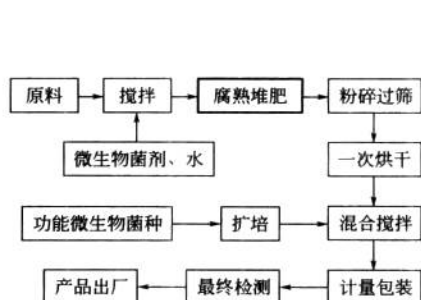 原料 搅拌 腐熟堆肥 粉碎过筛
微生物菌剂、水 一次烘干
功能微生物菌种 扩培 混合搅拌
产品出厂 最终检测 计量包装